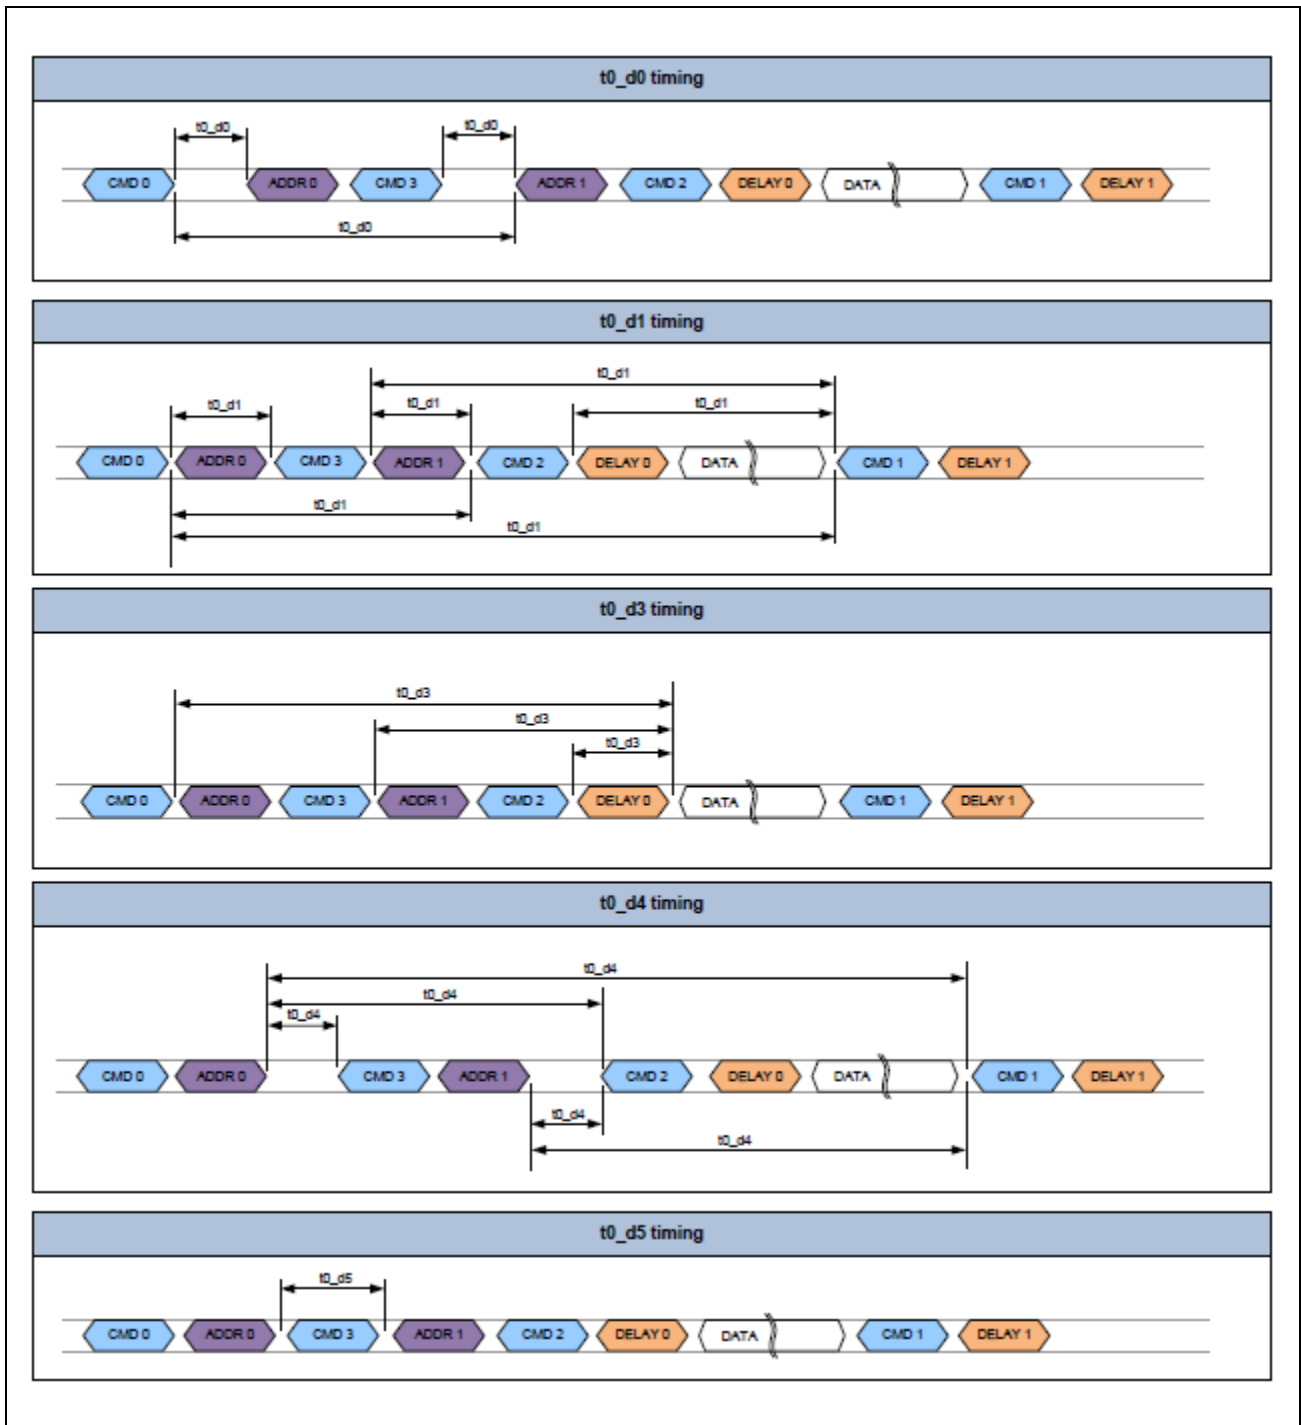 t0_d0 timing
t0_d0 t0_d0
CMD 0 ADDR 0 CMD 3 ADDR 1 CMD 2 DELAY 0 DATA CMD 1 DELAY 1
t0_d0
t0_d1 timing
t0_d1
t0_d1 t0_d1 t0_d1
CMD 0 ADDR 0 CMD 3 ADDR 1 CMD 2 DELAY 0 DATA CMD 1 DELAY 1
t0_d1
t0_d1
t0_d3 timing
t0_d3
t0_d3
t0_d3
CMD 0 ADDR 0 CMD 3 ADDR 1 CMD 2 DELAY 0 DATA CMD 1 DELAY 1
t0_d4 timing
t0_d4
t0_d4
t0_d4
CMD 0 ADDR 0 CMD 3 ADDR 1 CMD 2 DELAY 0 DATA CMD 1 DELAY 1
t0_d4
t0_d4
t0_d5 timing
t0_d5
CMD 0 ADDR 0 CMD 3 ADDR 1 CMD 2 DELAY 0 DATA CMD 1 DELAY 1